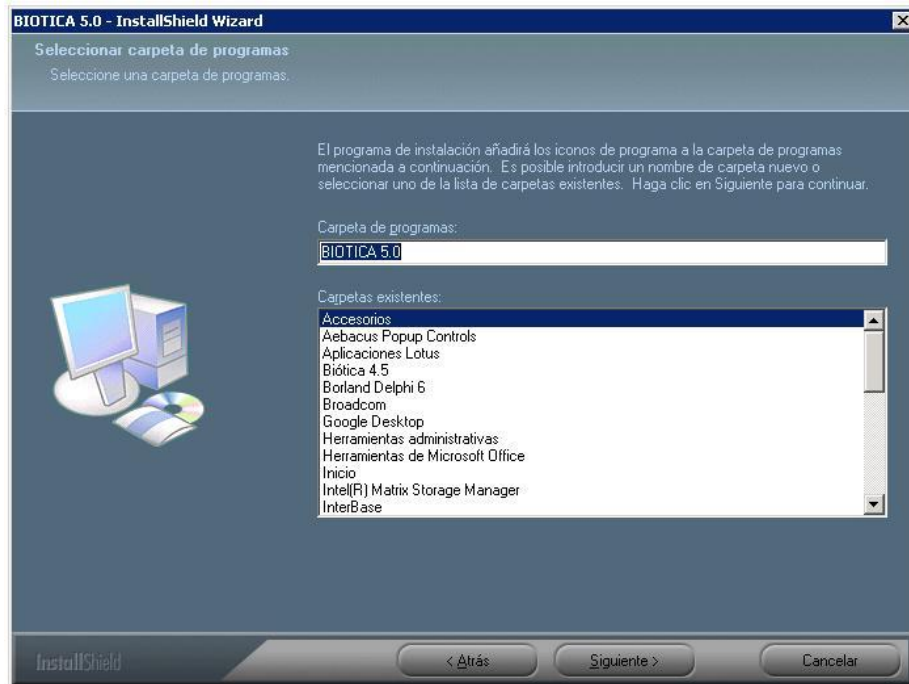 BIOTICA 5.0 - InstallShield Wizard
Seleccionar carpeta de programas
Seleccione una carpeta de programas.
El programa de instalación añadirá los iconos de programa a la carpeta de programas
mencionada a continuación. Es posible introducir un nombre de carpeta nuevo o
seleccionar uno de la lista de carpetas existentes. Haga clic en Siguiente para continuar.
Carpeta de programas:
BIOTICA 5.0
Carpetas existentes:
Accesorios
Aebacus Popup Controls
Aplicaciones Lotus
Biótica 4.5
Borland Delphi 6
Broadcom
Google Desktop
Herramientas administrativas
Herramientas de Microsoft Office
Inicio
Intel(R) Matrix Storage Manager
InterBase
InstallShield
< Atrás
Siguiente >
Cancelar